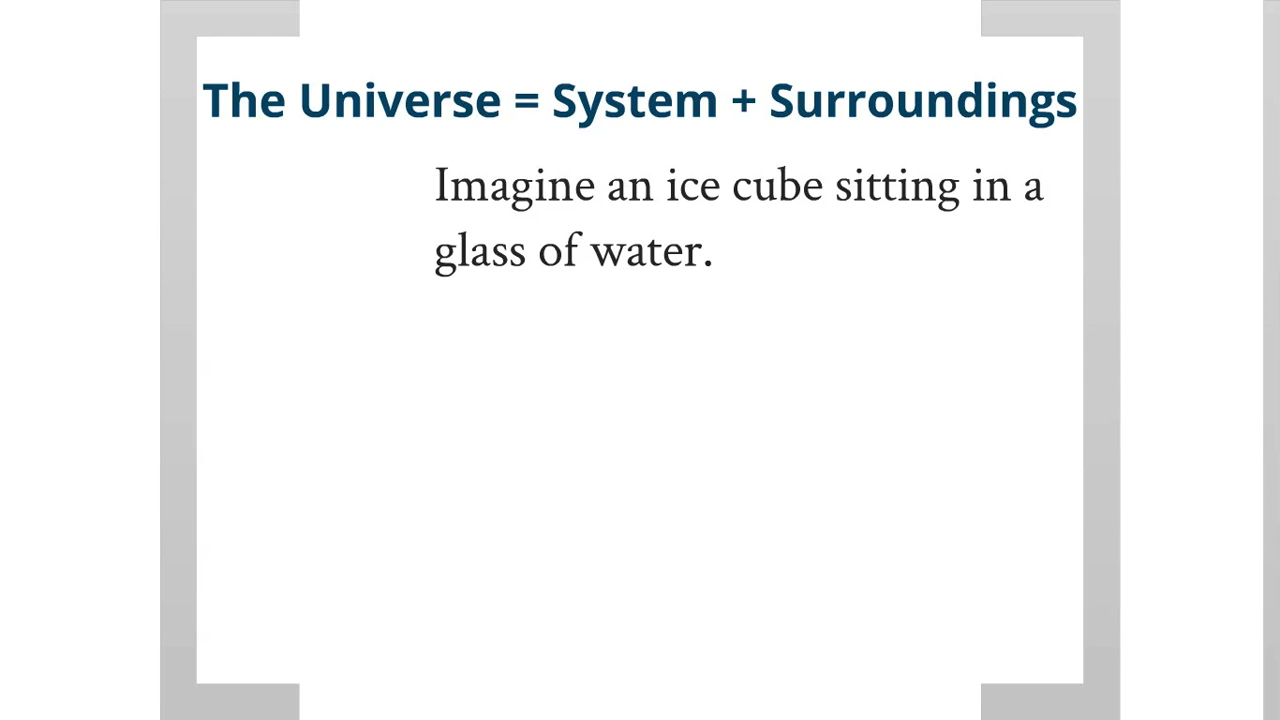 The Universe = System + Surroundings
Imagine an ice cube sitting in a
glass of water.